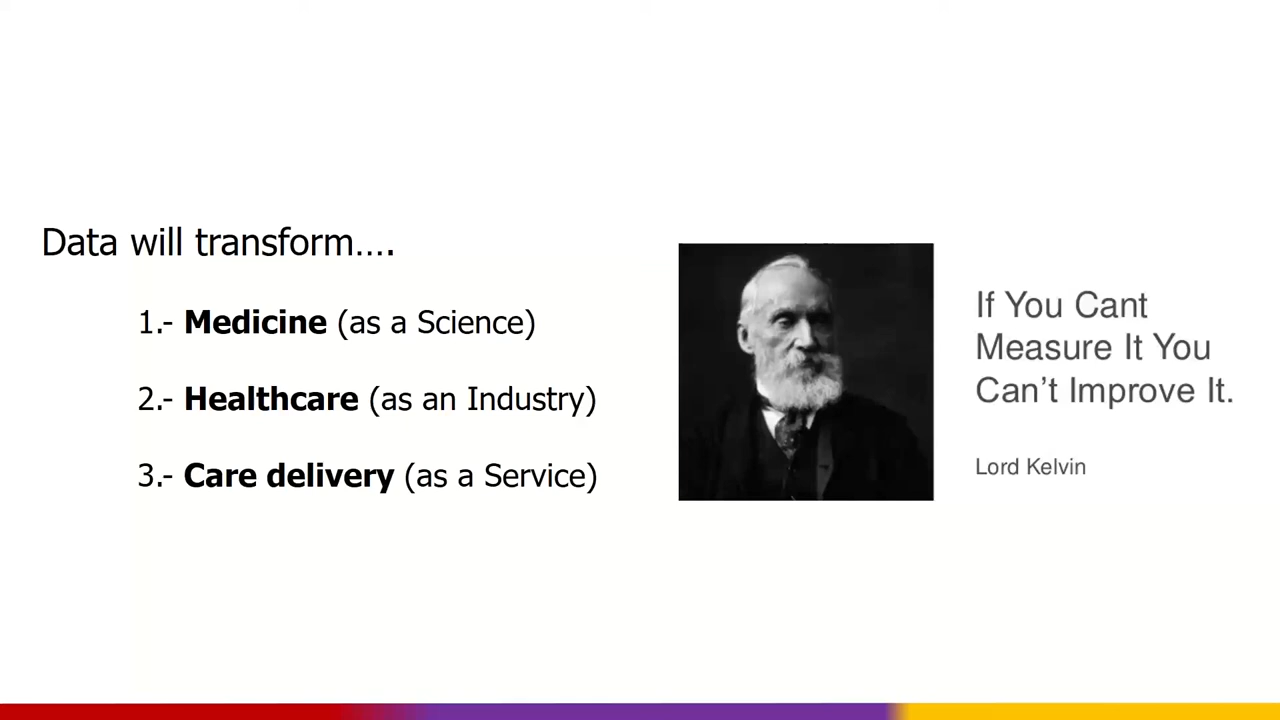 Data will transform….
1.- Medicine (as a Science)
2.- Healthcare (as an Industry)
3.- Care delivery (as a Service)
If You Cant
Measure It You
Can’t Improve It.
Lord Kelvin